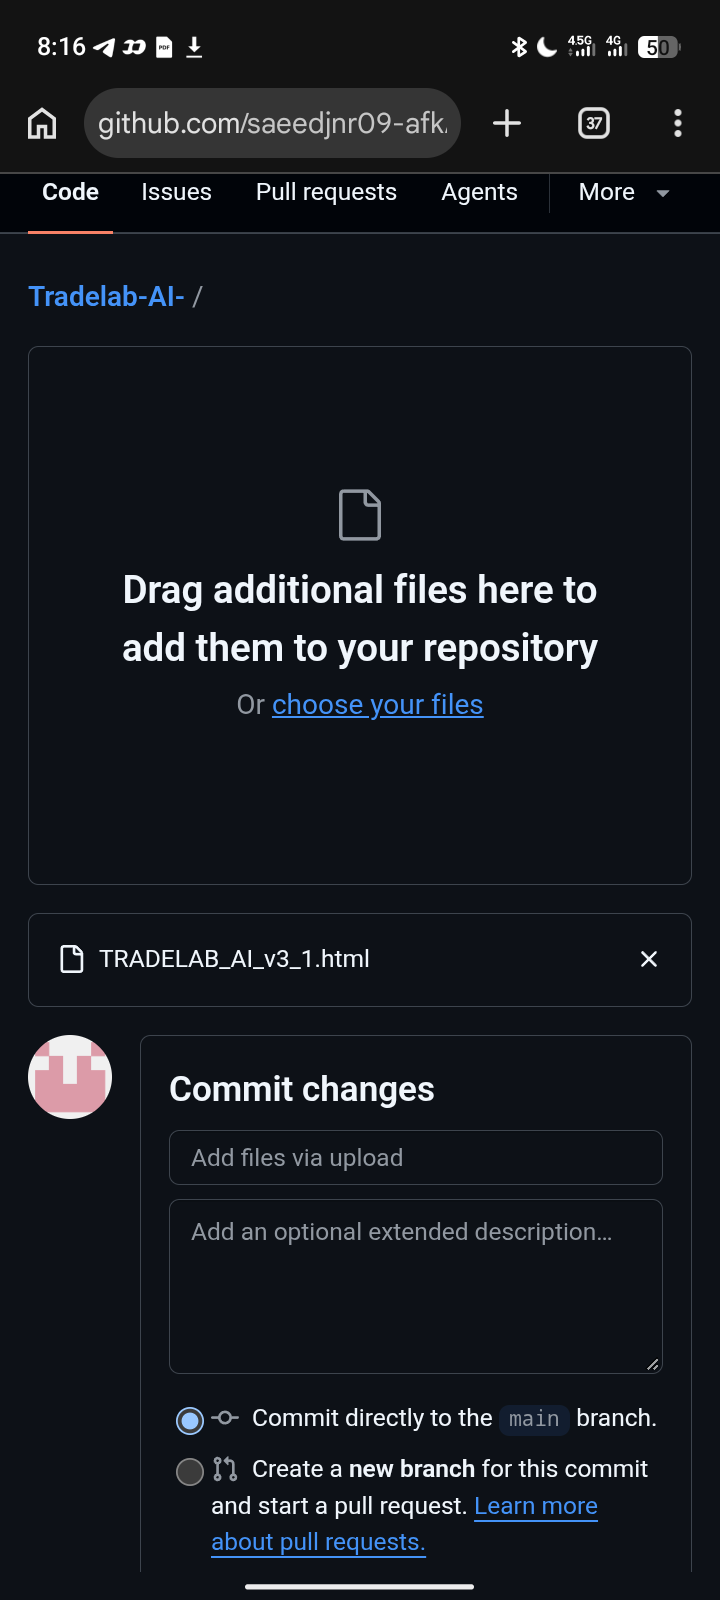 8:16 PDF 4.5G 4G 50
github.com/saeedjnr09-afk 37
Code Issues Pull requests Agents More
Tradelab-AI- /
Drag additional files here to
add them to your repository
Or choose your files
TRADELAB_AI_v3_1.html
Commit changes
Add files via upload
Add an optional extended description...
Commit directly to the main branch.
Create a new branch for this commit
and start a pull request. Learn more
about pull requests.